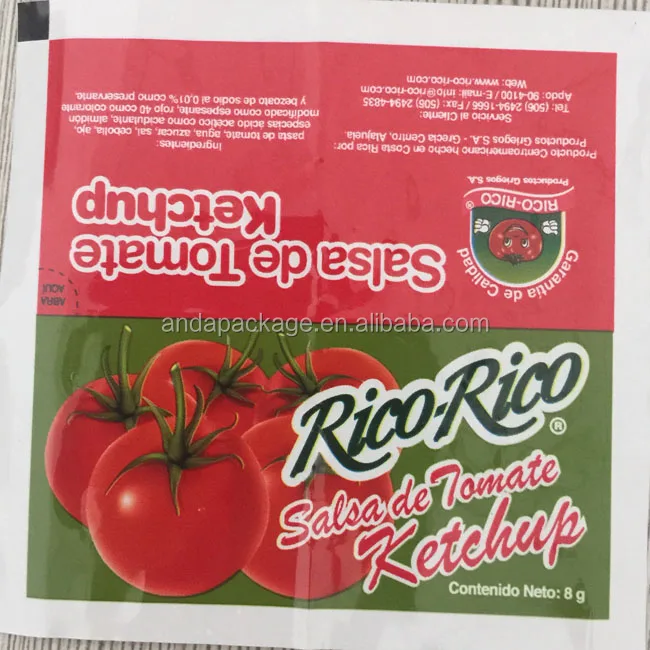 Ingredientes:
pasta de tomate, agua, azucar, sal, cebolla, ajo,
especias ácido acético como acidulante, almidón
modificado como espesante, rojo 40 como colorante
y bezoato de sodio al 0,01% como preservante.
Producto Centroamericano hecho en Costa Rica por:
Productos Griegos S.A. - Grecia Centro, Alajuela.
Servicio al Cliente:
Tel: (506) 2494-1666 / Fax: (506) 2494-4835
Apdo: 90-4100 / E-mail: info@rico-rico.com
Web: www.rico-rico.com
Salsa de Tomate
Ketchup
Garantía de Calidad
RICO-RICO®
Productos Griegos S.A.
ABRA
AQUÍ
andapackage.en.alibaba.com
Rico-Rico®
Salsa de Tomate
Ketchup
Contenido Neto: 8 g